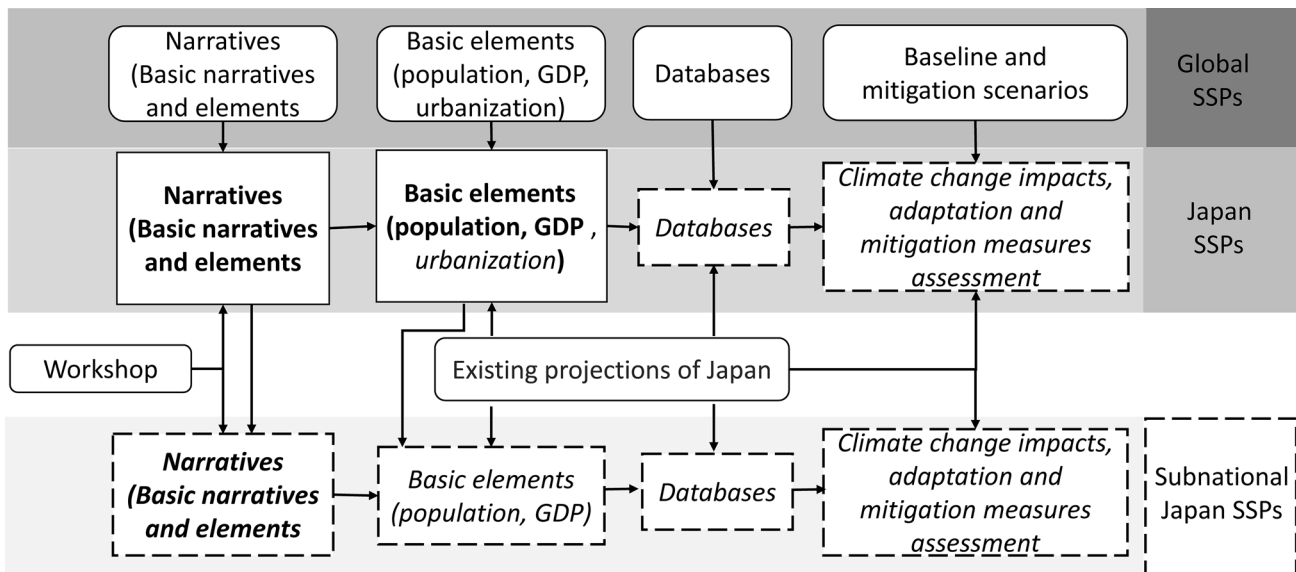 Narratives
(Basic narratives
and elements
Basic elements
(population, GDP,
urbanization)
Databases
Baseline and
mitigation scenarios
Global
SSPs
Narratives
(Basic narratives
and elements
Basic elements
(population, GDP ,
urbanization)
Databases
Climate change impacts,
adaptation and
mitigation measures
assessment
Japan
SSPs
Workshop
Existing projections of Japan
Narratives
(Basic narratives
and elements
Basic elements
(population, GDP)
Databases
Climate change impacts,
adaptation and
mitigation measures
assessment
Subnational
Japan SSPs